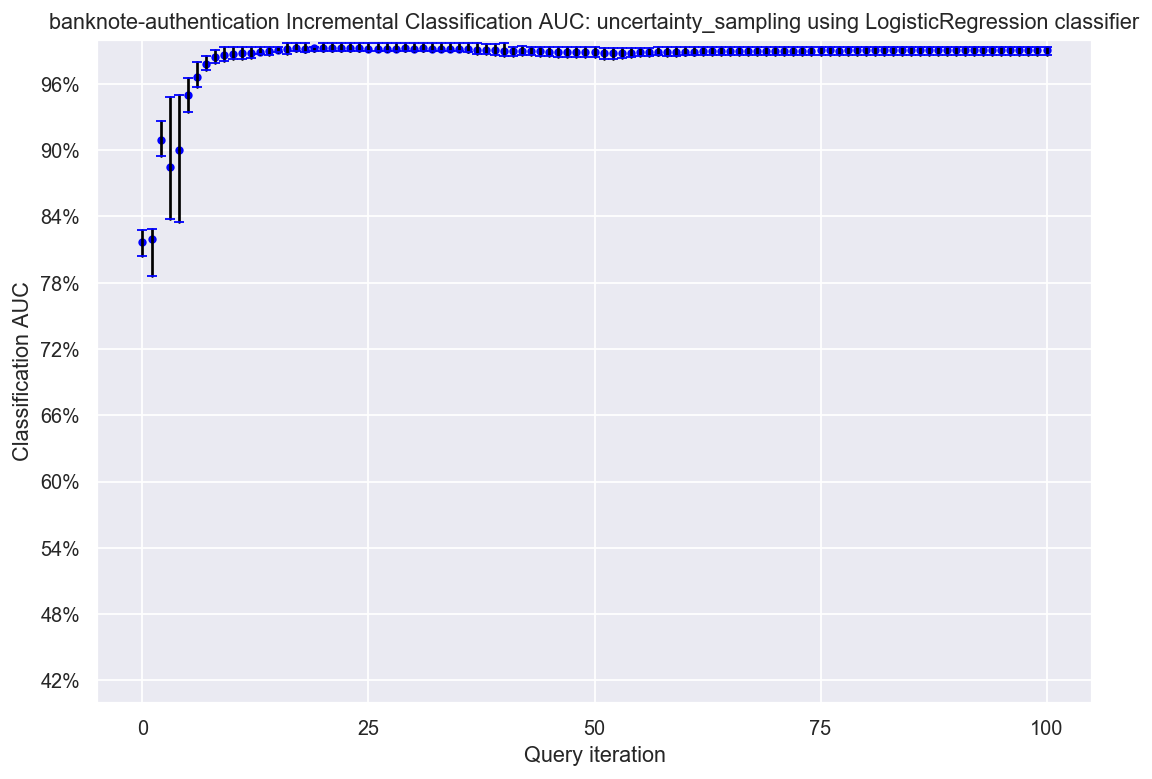 banknote-authentication Incremental Classification AUC: uncertainty_sampling using LogisticRegression classifier
96%
90%
84%
78%
72%
66%
60%
54%
48%
42%
Classification AUC
0 25 50 75 100
Query iteration